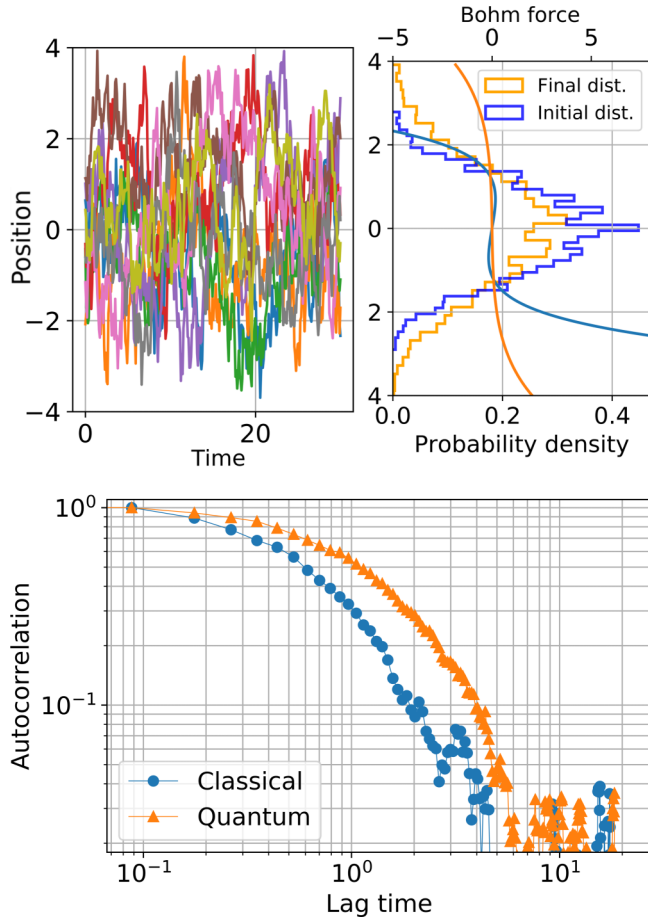 Bohm force
−5 0 5
4
2
0
−2
−4
Position
0 20
Time
4
2
0
2
4
Final dist.
Initial dist.
0.0 0.2 0.4
Probability density
10⁰
10⁻¹
Autocorrelation
Classical
Quantum
10⁻¹ 10⁰ 10¹
Lag time